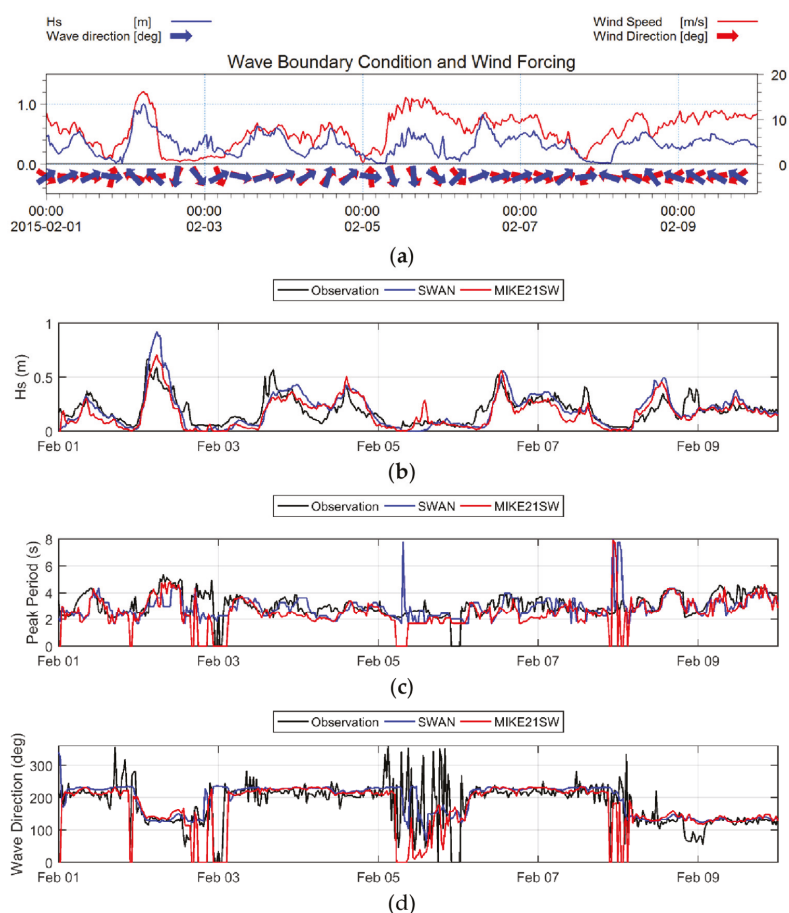 Hs [m] Wind Speed [m/s]
Wave direction [deg] Wind Direction [deg]
Wave Boundary Condition and Wind Forcing
20
1.0
10
0.0 0
00:00 00:00 00:00 00:00 00:00
2015-02-01 02-03 02-05 02-07 02-09
(a)
Observation SWAN MIKE21SW
1
0.5
0
Hs (m)
Feb 01 Feb 03 Feb 05 Feb 07 Feb 09
(b)
Observation SWAN MIKE21SW
8
6
4
2
0
Peak Period (s)
Feb 01 Feb 03 Feb 05 Feb 07 Feb 09
(c)
Observation SWAN MIKE21SW
300
200
100
0
Wave Direction (deg)
Feb 01 Feb 03 Feb 05 Feb 07 Feb 09
(d)